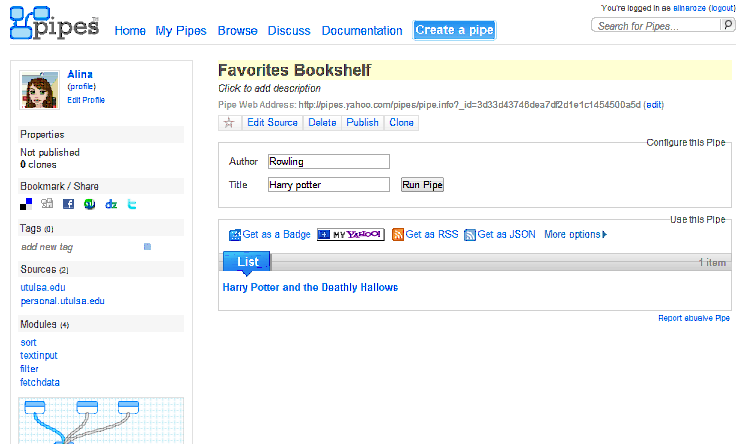 You're logged in as alinaroze (logout)
pipes
Home My Pipes Browse Discuss Documentation Create a pipe
Search for Pipes...
Alina
(profile)
Edit Profile
Properties
Not published
0 clones
Bookmark / Share
Tags (0)
add new tag
Sources (2)
utulsa.edu
personal.utulsa.edu
Modules (4)
sort
textinput
filter
fetchdata
Favorites Bookshelf
Click to add description
Pipe Web Address: http://pipes.yahoo.com/pipes/pipe.info?_id=3d33d43746dea7df2d1e1c1454500a5d (edit)
Edit Source Delete Publish Clone
Configure this Pipe
Author Rowling
Title Harry potter Run Pipe
Use this Pipe
Get as a Badge MY YAHOO! Get as RSS Get as JSON More options
List 1 item
Harry Potter and the Deathly Hallows
Report abusive Pipe